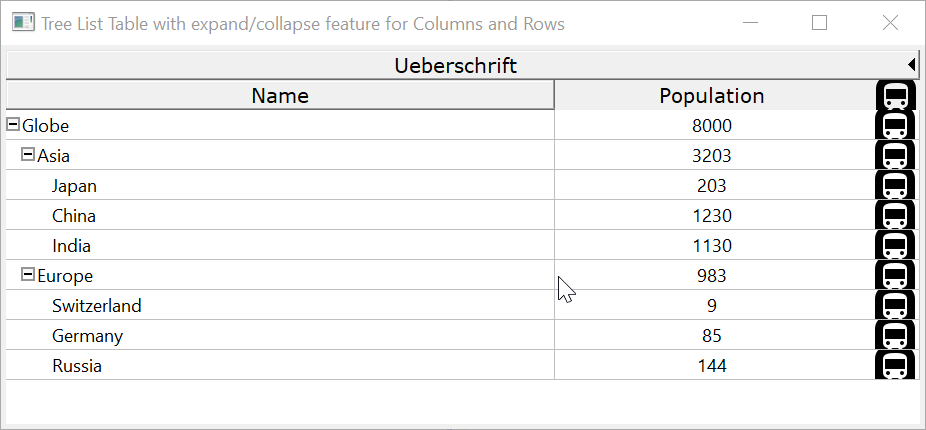 Tree List Table with expand/collapse feature for Columns and Rows
Ueberschrift
Name Population
Globe 8000
Asia 3203
Japan 203
China 1230
India 1130
Europe 983
Switzerland 9
Germany 85
Russia 144